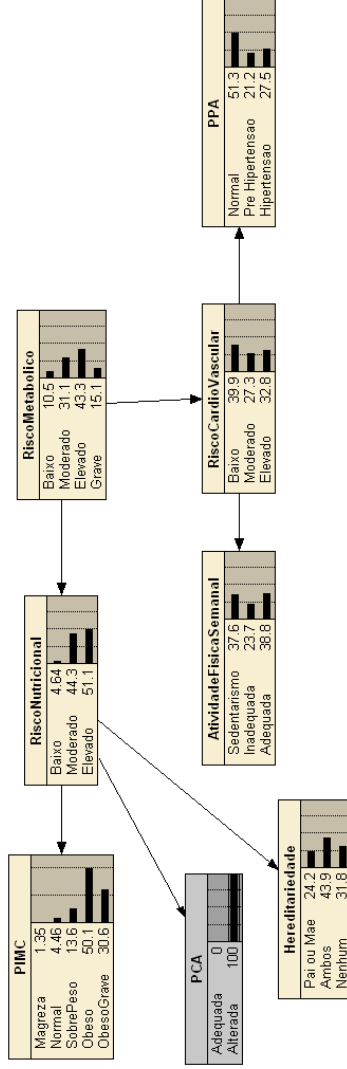 PIMC
Magreza 1.35
Normal 4.46
SobrePeso 13.6
Obeso 50.1
ObesoGrave 30.6
RiscoNutricional
Baixo 4.64
Moderado 44.3
Elevado 51.1
RiscoMetabolico
Baixo 10.5
Moderado 31.1
Elevado 43.3
Grave 15.1
PCA
Adequada 0
Alterada 100
Hereditariedade
Pai ou Mae 24.2
Ambos 43.9
Nenhum 31.8
AtividadeFisicaSemanal
Sedentarismo 37.6
Inadequada 23.7
Adequada 38.8
RiscoCardioVascular
Baixo 39.9
Moderado 27.3
Elevado 32.8
PPA
Normal 51.3
Pre Hipertensao 21.2
Hipertensao 27.5